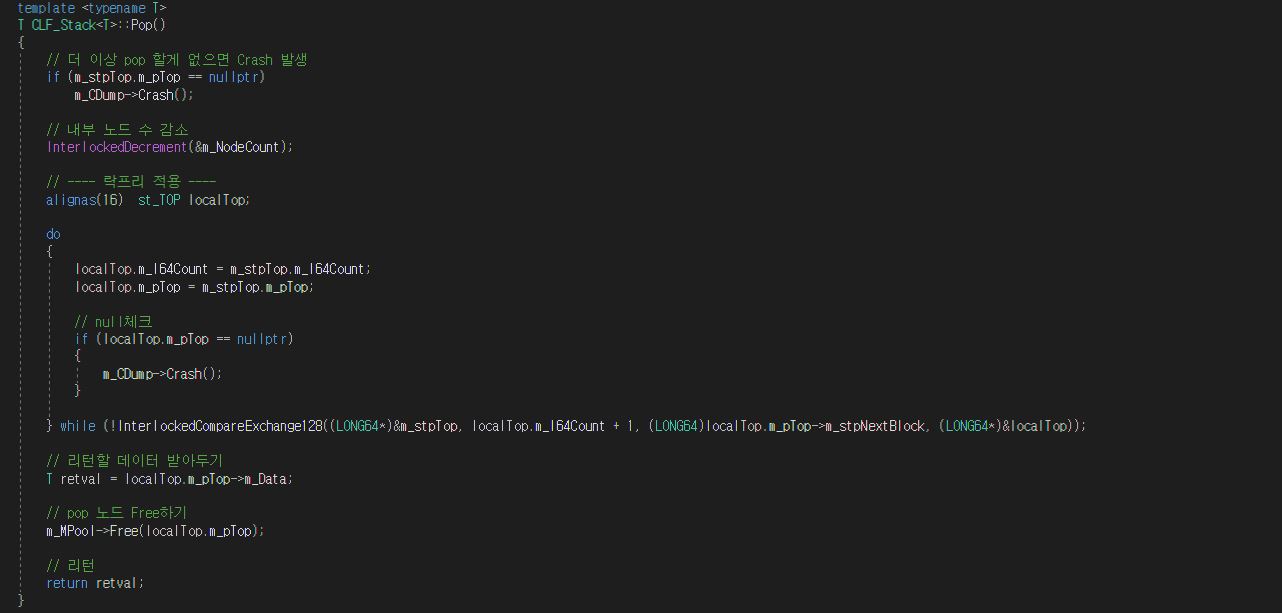 template <typename T>
T CLF_Stack<T>::Pop()
{
    // 더 이상 pop 할게 없으면 Crash 발생
    if (m_stpTop.m_pTop == nullptr)
        m_CDump->Crash();

    // 내부 노드 수 감소
    InterlockedDecrement(&m_NodeCount);

    // ---- 락프리 적용 ----
    alignas(16)  st_TOP localTop;

    do
    {
        localTop.m_l64Count = m_stpTop.m_l64Count;
        localTop.m_pTop = m_stpTop.m_pTop;

        // null체크
        if (localTop.m_pTop == nullptr)
        {
            m_CDump->Crash();
        }

    } while (!InterlockedCompareExchange128((LONG64*)&m_stpTop, localTop.m_l64Count + 1, (LONG64)localTop.m_pTop->m_stpNextBlock, (LONG64*)&localTop));

    // 리턴할 데이터 받아두기
    T retval = localTop.m_pTop->m_Data;

    // pop 노드 Free하기
    m_MPool->Free(localTop.m_pTop);

    // 리턴
    return retval;
}